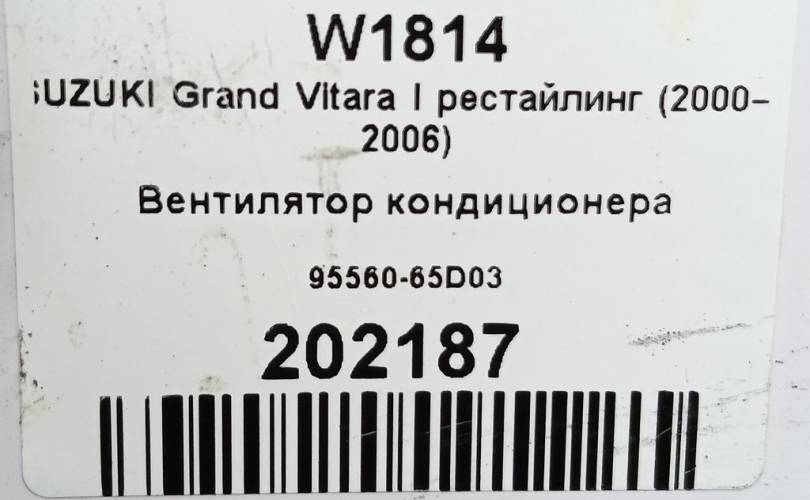 W1814
SUZUKI Grand Vitara I рестайлинг (2000–
2006)
Вентилятор кондиционера
95560-65D03
202187